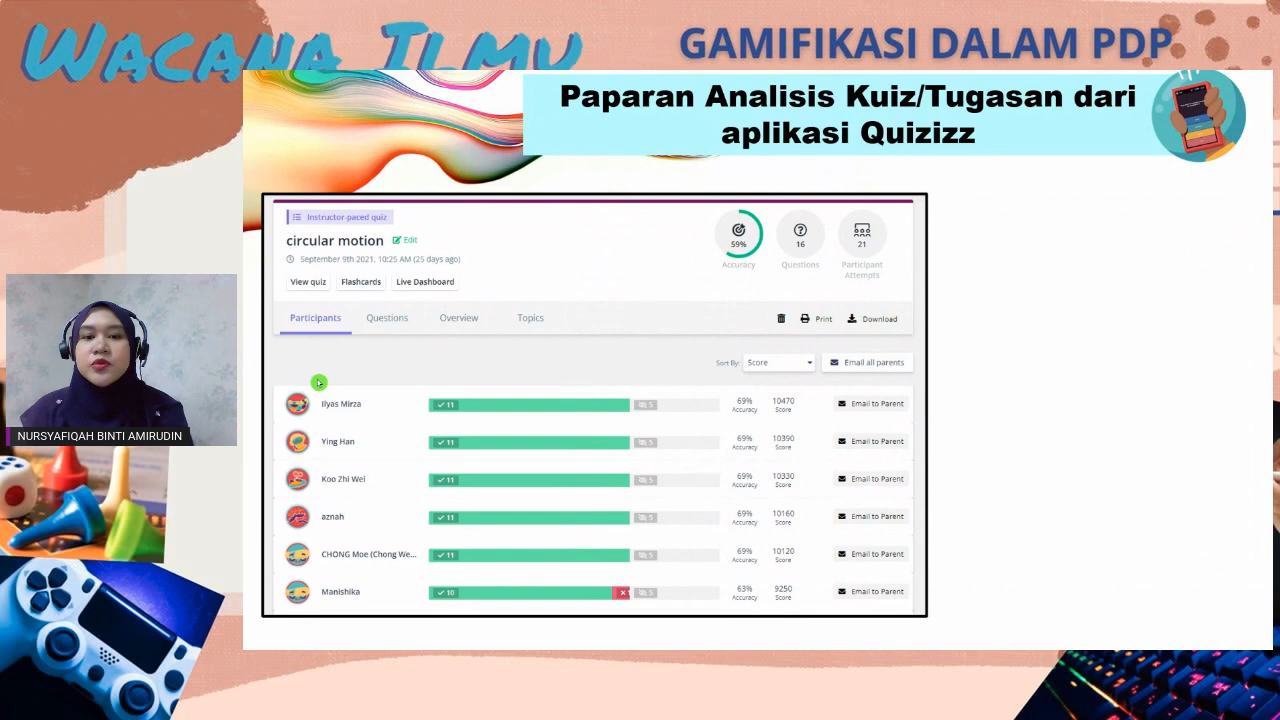 WACANA ILMU
GAMIFIKASI DALAM PDP
Paparan Analisis Kuiz/Tugasan dari
aplikasi Quizizz
Instructor-paced quiz
circular motion Edit
September 9th 2021, 10:25 AM (25 days ago)
View quiz Flashcards Live Dashboard
59%
Accuracy
16
Questions
21
Participant
Attempts
Participants Questions Overview Topics Print Download
Sort By: Score Email all parents
Ilyas Mirza 11 5 69% Accuracy 10470 Score Email to Parent
Ying Han 11 5 69% Accuracy 10390 Score Email to Parent
Koo Zhi Wei 11 5 69% Accuracy 10330 Score Email to Parent
aznah 11 5 69% Accuracy 10160 Score Email to Parent
CHONG Moe (Chong We... 11 5 69% Accuracy 10120 Score Email to Parent
Manishika 10 1 5 63% Accuracy 9250 Score Email to Parent
NURSYAFIQAH BINTI AMIRUDIN